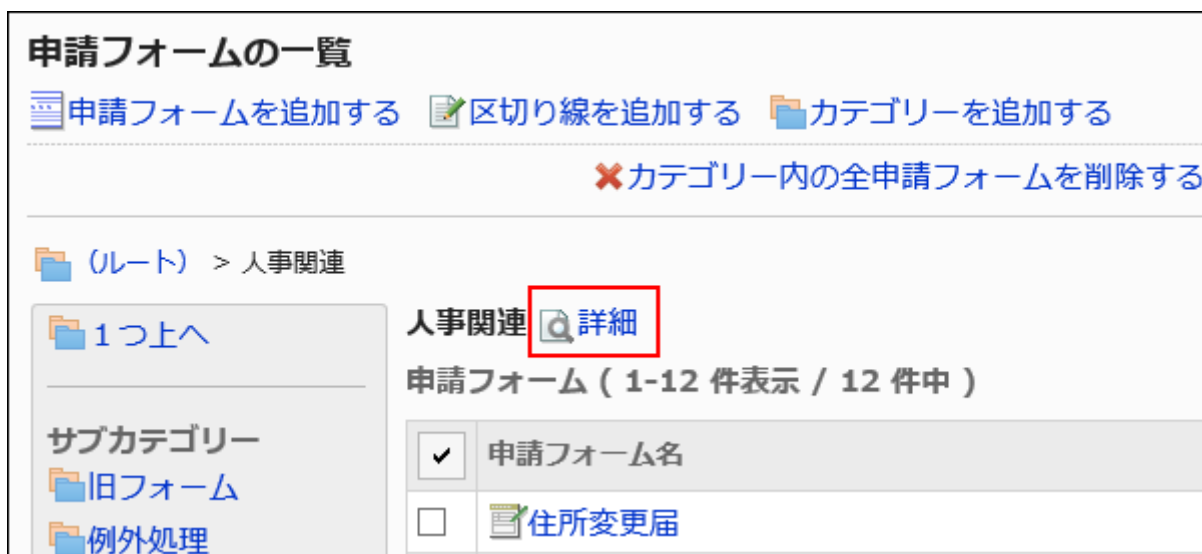 申請フォームの一覧
申請フォームを追加する 区切り線を追加する カテゴリーを追加する
カテゴリー内の全申請フォームを削除する
（ルート） > 人事関連
1つ上へ
サブカテゴリー
旧フォーム
例外処理
人事関連 詳細
申請フォーム ( 1-12 件表示 / 12 件中 )
申請フォーム名
住所変更届